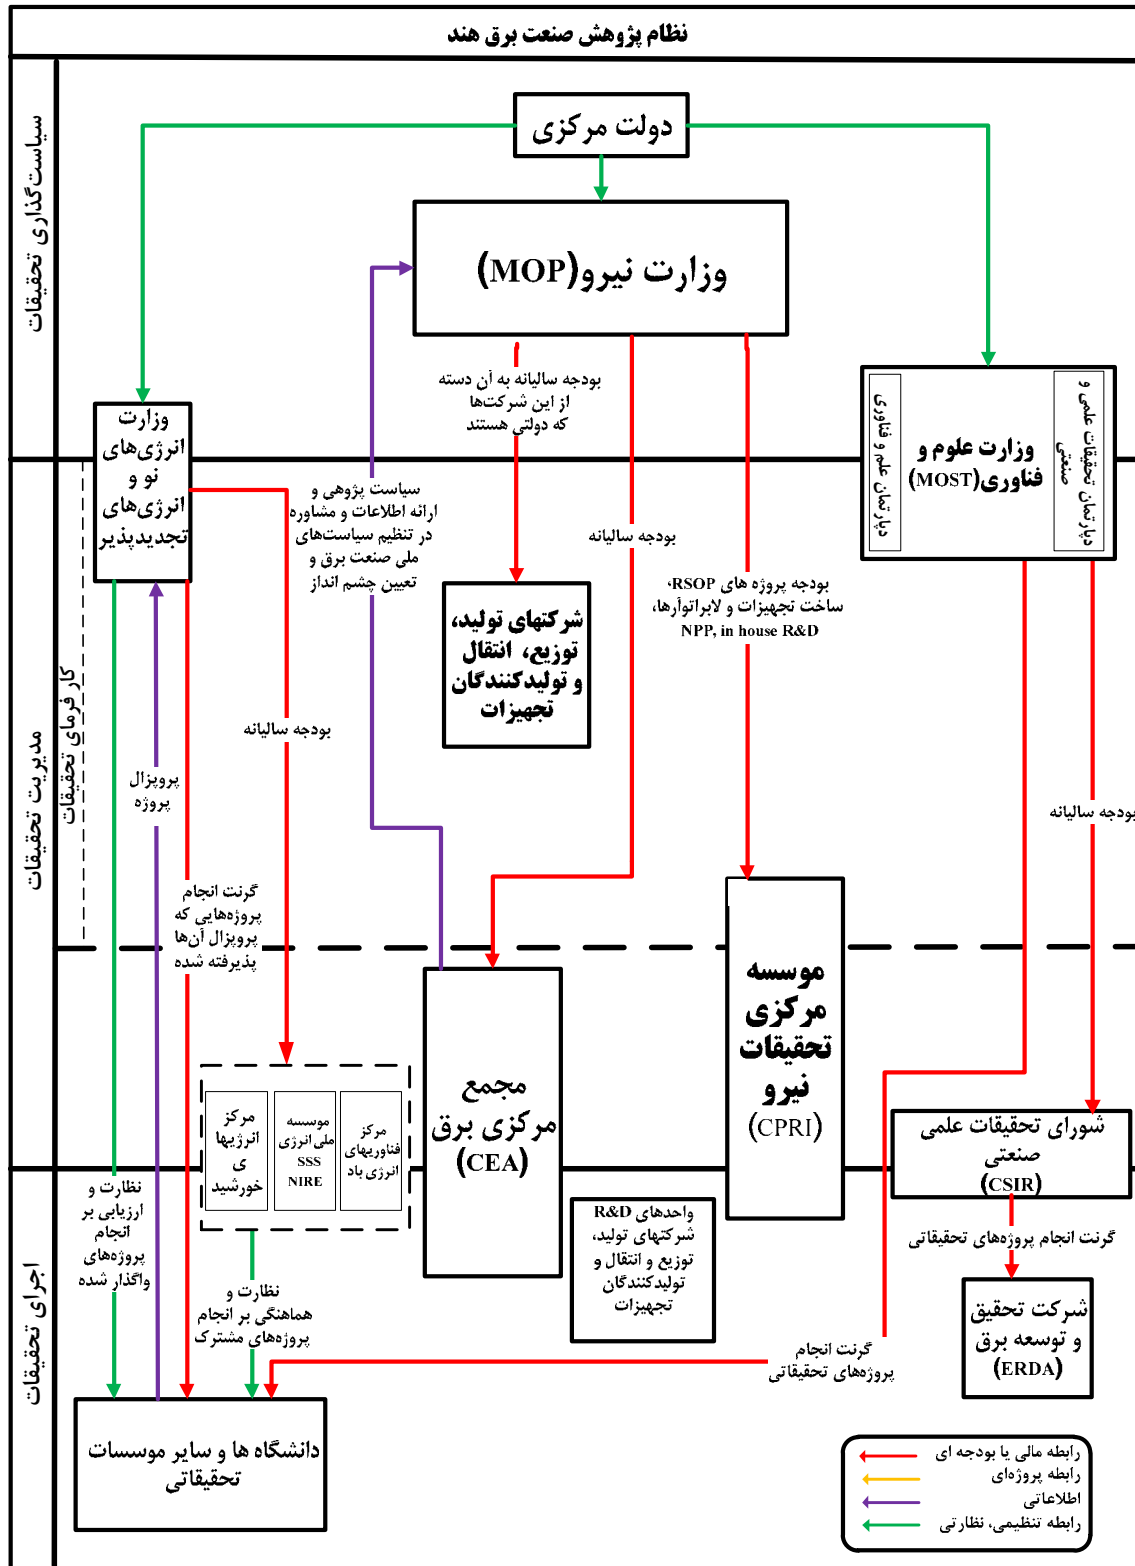 نظام پژوهش صنعت برق هند
سیاست‌گذاری تحقیقات
دولت مرکزی
وزارت نیرو(MOP)
بودجه سالیانه به آن دسته
از این شرکت‌ها
که دولتی هستند
وزارت
انرژی‌های
نو و
انرژی‌های
تجدیدپذیر
دپارتمان علمی و تحقیقات
صنعتی
وزارت علوم و
فناوری(MOST)
دپارتمان علم و فناوری
مدیریت تحقیقات
کار فرمای تحقیقات
سیاست پژوهی و
ارائه اطلاعات و مشاوره
در تنظیم سیاست‌های
ملی صنعت برق و
تعیین چشم انداز
بودجه سالیانه
بودجه پروژه های RSOP،
ساخت تجهیزات و لابراتوآرها،
NPP, in house R&D
شرکتهای تولید،
توزیع، انتقال
و تولیدکنندگان
تجهیزات
بودجه سالیانه
پروپزال
پروژه
بودجه سالیانه
گرنت انجام
پروژه‌هایی که
پروپزال آن‌ها
پذیرفته شده
موسسه
مرکزی
تحقیقات
نیرو
(CPRI)
مجمع
مرکزی برق
(CEA)
مرکز
فناوریهای
انرژی باد
موسسه
ملی انرژی
SSS
NIRE
مرکز
انرژیها
ی
خورشید
شورای تحقیقات علمی
صنعتی
(CSIR)
اجرای تحقیقات
گرنت انجام پروژه‌های تحقیقاتی
واحدهای R&D
شرکتهای تولید،
توزیع و انتقال و
تولیدکنندگان
تجهیزات
نظارت و
ارزیابی بر
انجام
پروژه‌های
واگذار شده
نظارت و
هماهنگی بر انجام
پروژه‌های مشترک
شرکت تحقیق
و توسعه برق
(ERDA)
گرنت انجام
پروژه‌های تحقیقاتی
دانشگاه ها و سایر موسسات
تحقیقاتی
رابطه مالی یا بودجه ای
رابطه پروژه‌ای
اطلاعاتی
رابطه تنظیمی، نظارتی